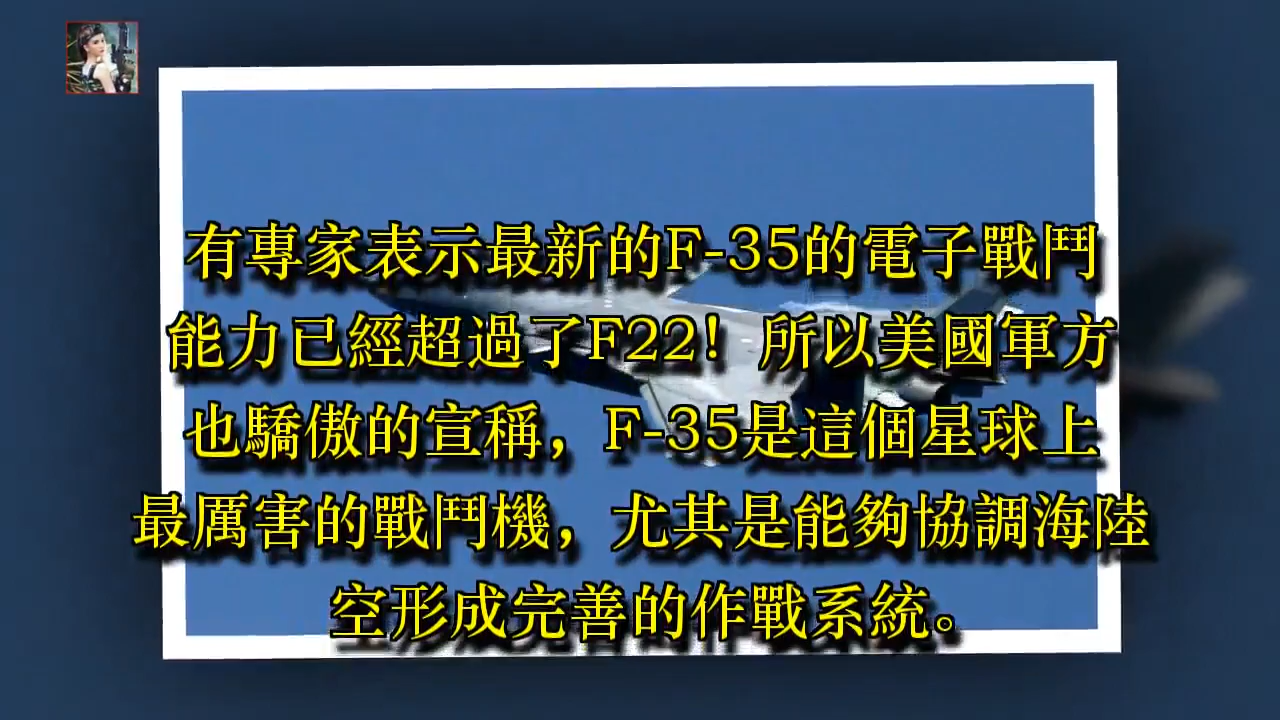 有專家表示最新的F-35的電子戰鬥
能力已經超過了F22！所以美國軍方
也驕傲的宣稱，F-35是這個星球上
最厲害的戰鬥機，尤其是能夠協調海陸
空形成完善的作戰系統。